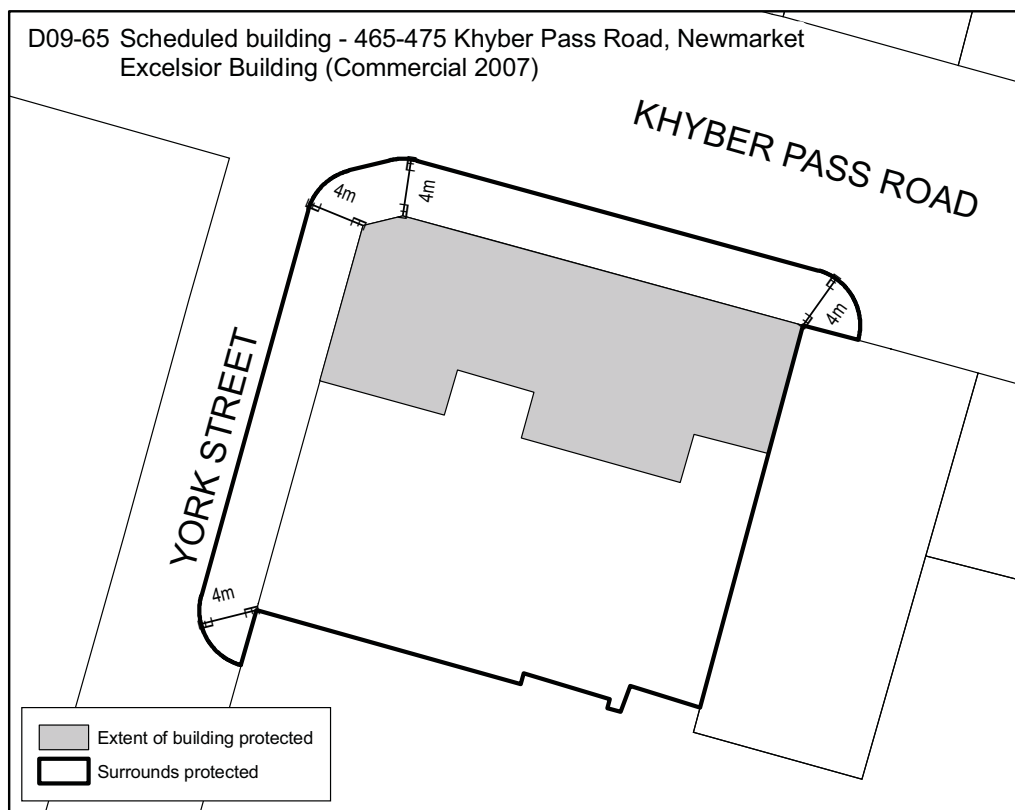 D09-65 Scheduled building - 465-475 Khyber Pass Road, Newmarket
Excelsior Building (Commercial 2007)
KHYBER PASS ROAD
4m
4m
4m
YORK STREET
4m
Extent of building protected
Surrounds protected